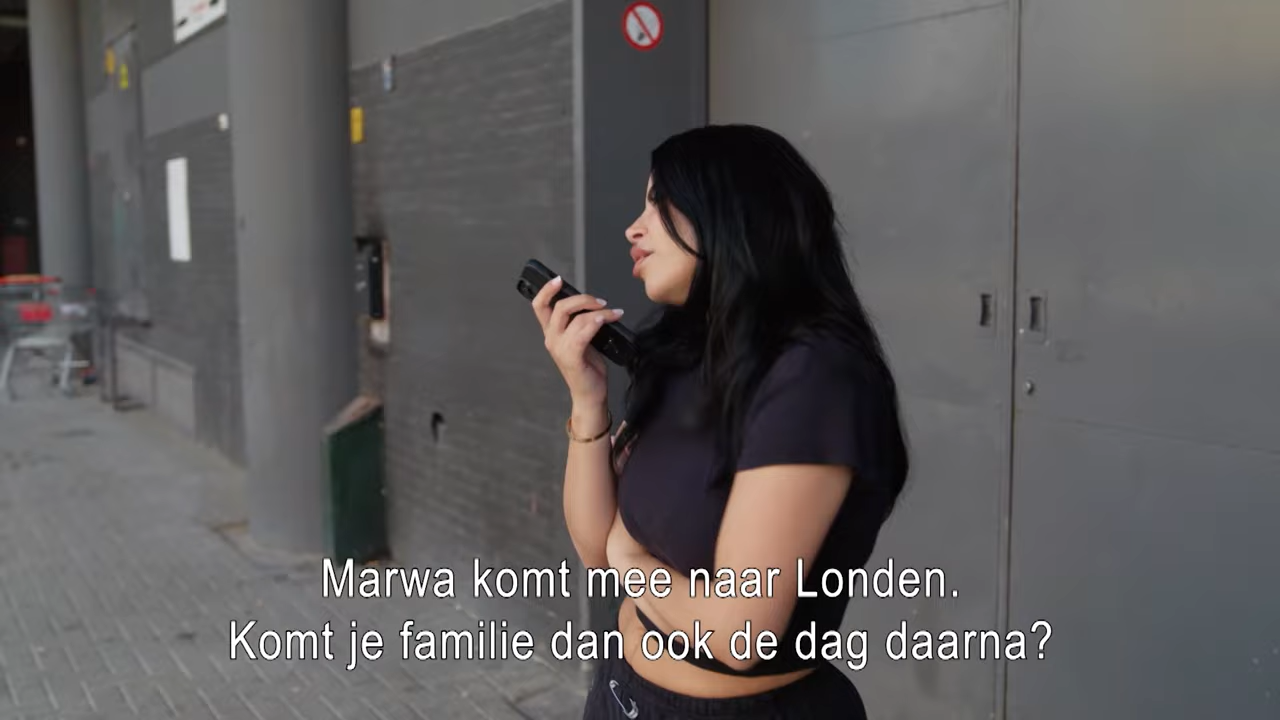 Marwa komt mee naar Londen.
Komt je familie dan ook de dag daarna?